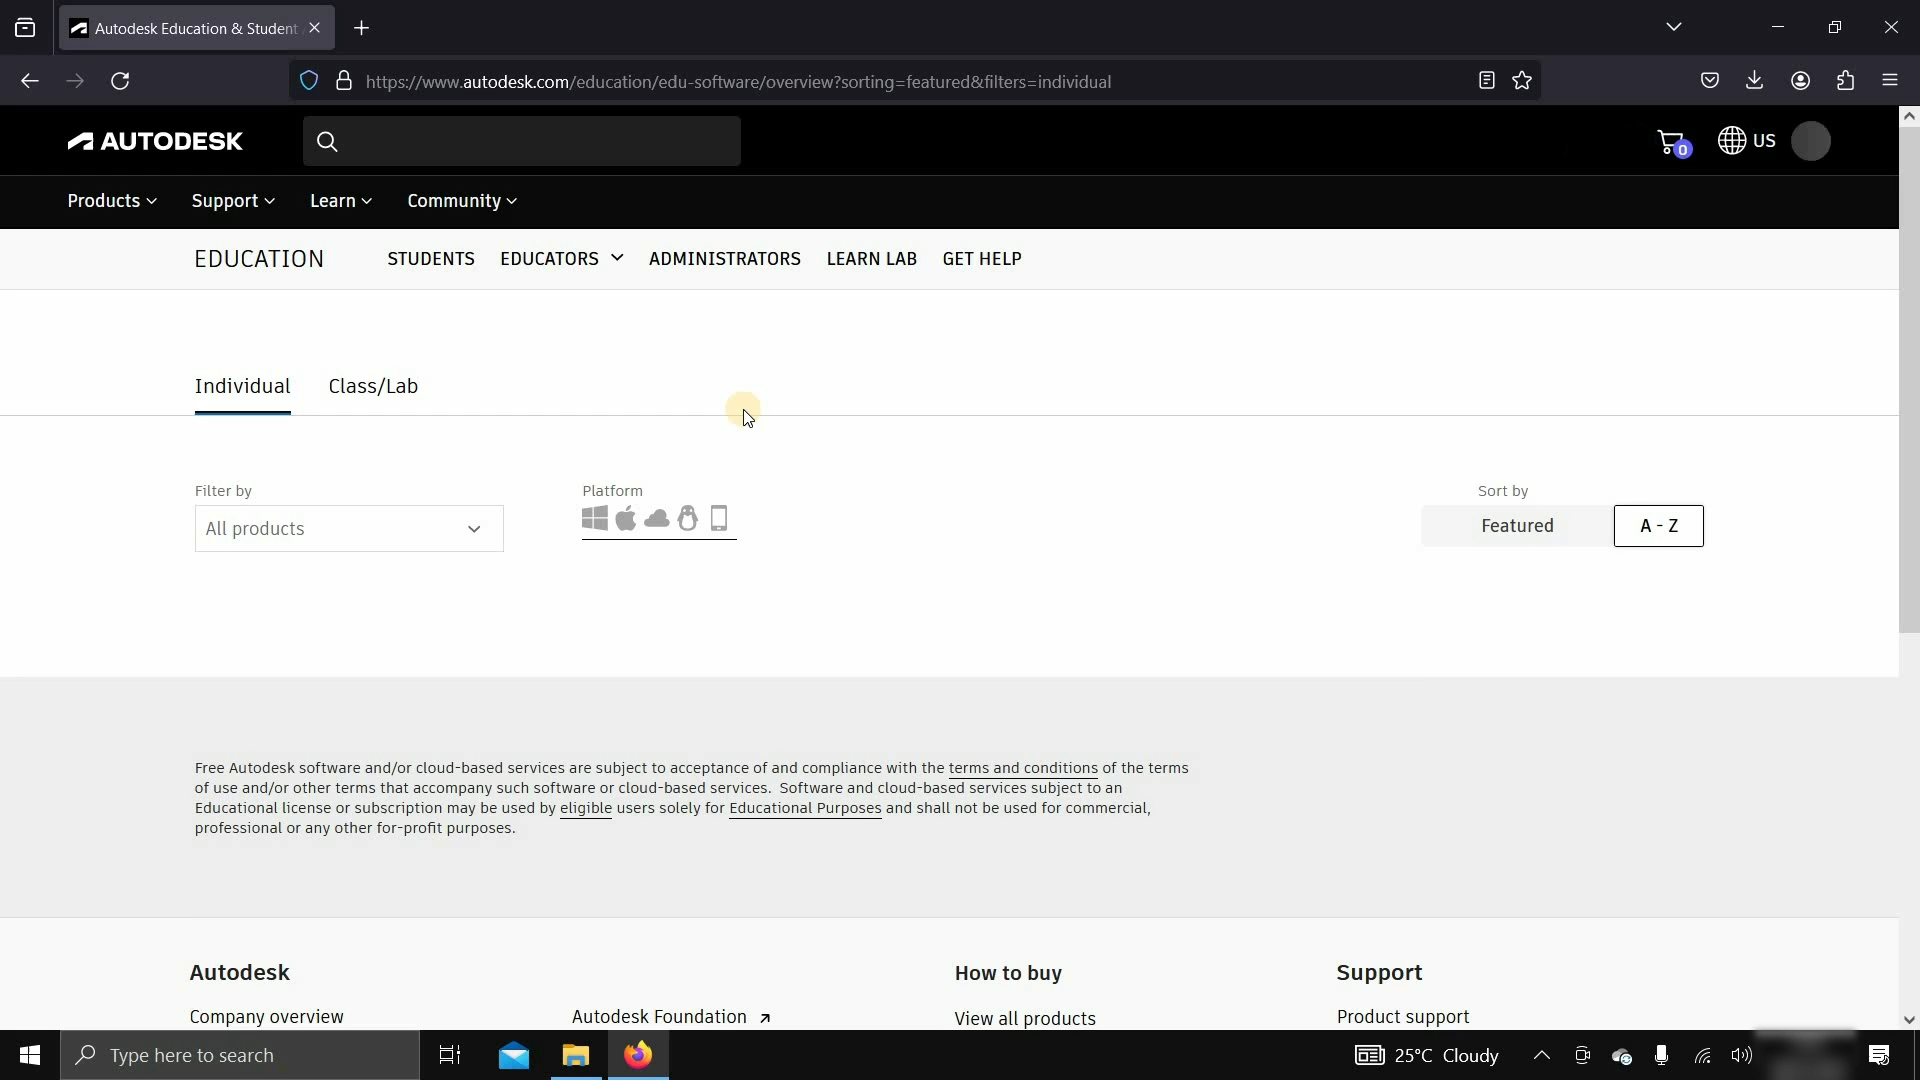 Autodesk Education & Student
https://www.autodesk.com/education/edu-software/overview?sorting=featured&filters=individual
AUTODESK
0
US
Products
Support
Learn
Community
EDUCATION
STUDENTS
EDUCATORS
ADMINISTRATORS
LEARN LAB
GET HELP
Individual
Class/Lab
Filter by
Platform
Sort by
All products
Featured
A - Z
Free Autodesk software and/or cloud-based services are subject to acceptance of and compliance with the terms and conditions of the terms
of use and/or other terms that accompany such software or cloud-based services. Software and cloud-based services subject to an
Educational license or subscription may be used by eligible users solely for Educational Purposes and shall not be used for commercial,
professional or any other for-profit purposes.
Autodesk
How to buy
Support
Company overview
Autodesk Foundation
View all products
Product support
Type here to search
25°C Cloudy